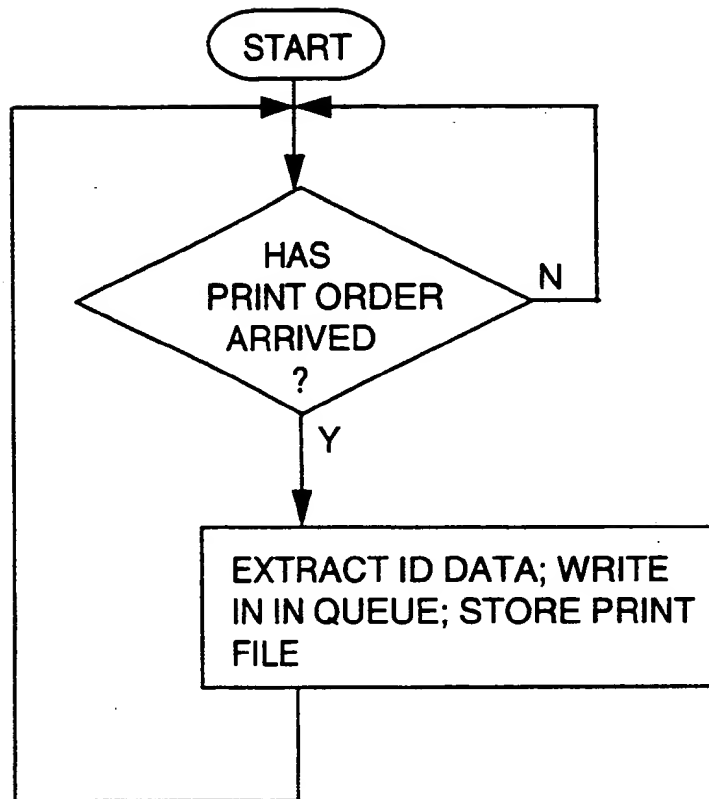 START
HAS
PRINT ORDER
ARRIVED
?
N
Y
EXTRACT ID DATA; WRITE
IN IN QUEUE; STORE PRINT
FILE